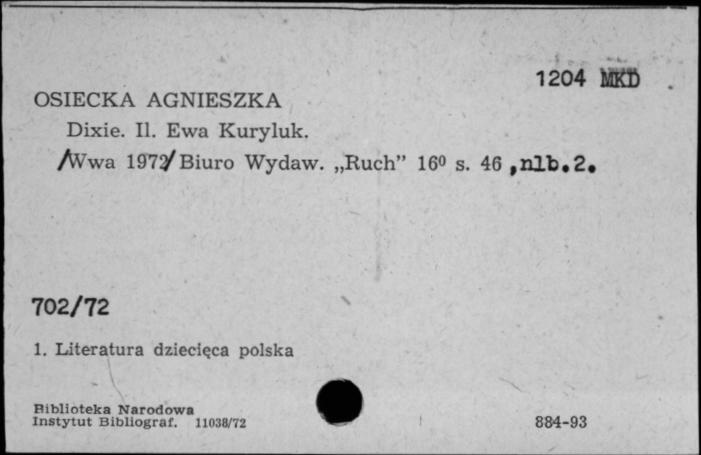 1204 MKD
OSIECKA AGNIESZKA
Dixie. Il. Ewa Kuryluk.
/Wwa 1972/ Biuro Wydaw. „Ruch” 16⁰ s. 46 ,nlb.2.
702/72
1. Literatura dziecięca polska
Biblioteka Narodowa
Instytut Bibliograf. 11038/72
884-93